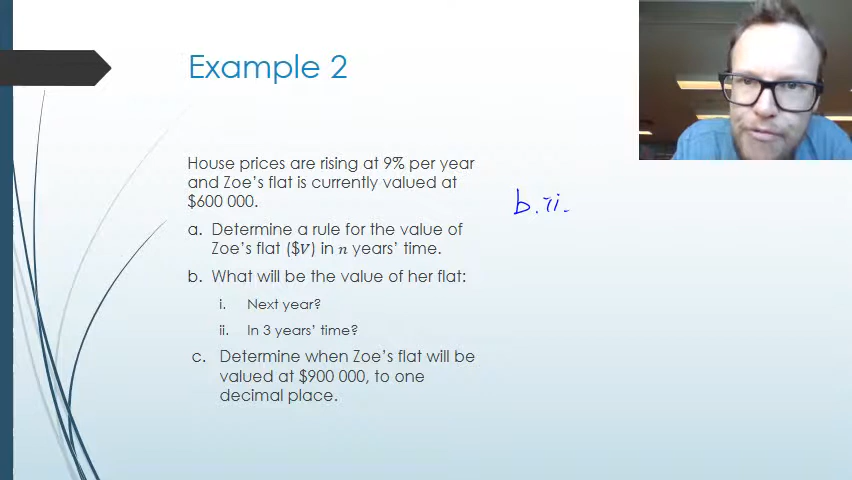 Example 2
House prices are rising at 9% per year
and Zoe's flat is currently valued at
$600 000.
a. Determine a rule for the value of
Zoe's flat ($V) in n years' time.
b. What will be the value of her flat:
i. Next year?
ii. In 3 years' time?
c. Determine when Zoe's flat will be
valued at $900 000, to one
decimal place.
b. ii.